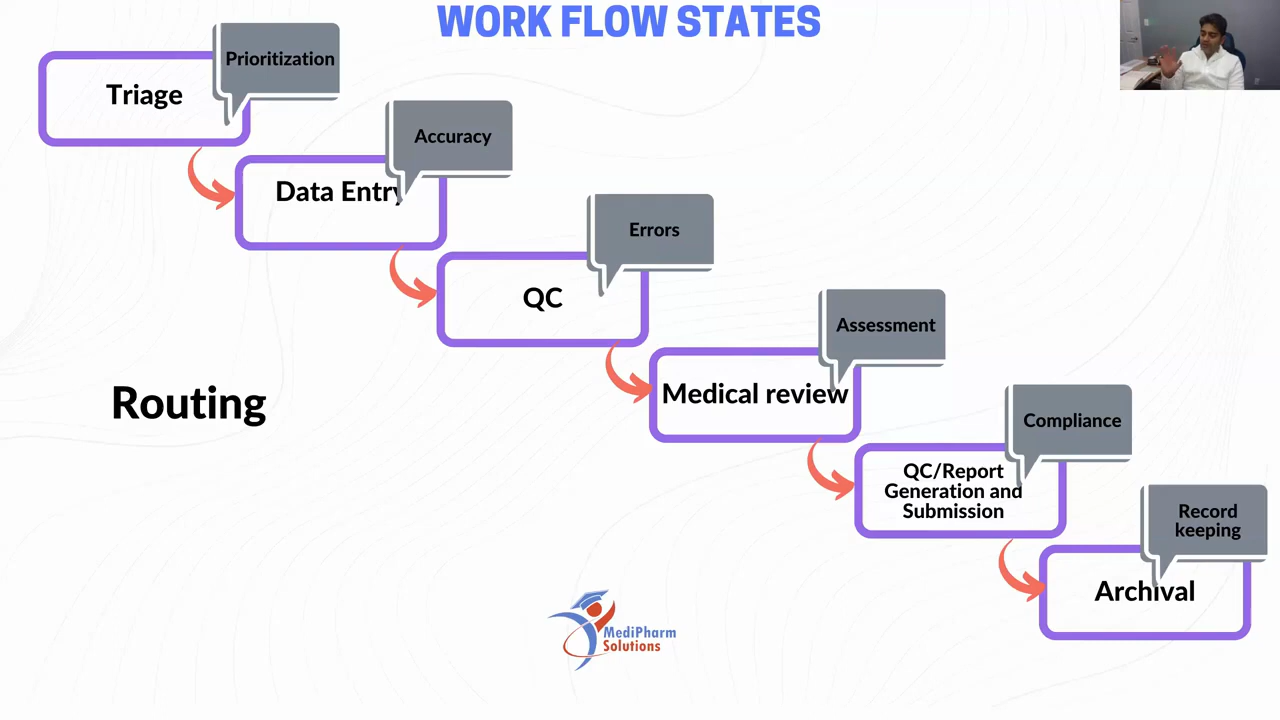 WORK FLOW STATES
Prioritization
Triage
Accuracy
Data Entry
Errors
QC
Assessment
Medical review
Compliance
QC/Report
Generation and
Submission
Record
keeping
Archival
Routing
MediPharm
Solutions